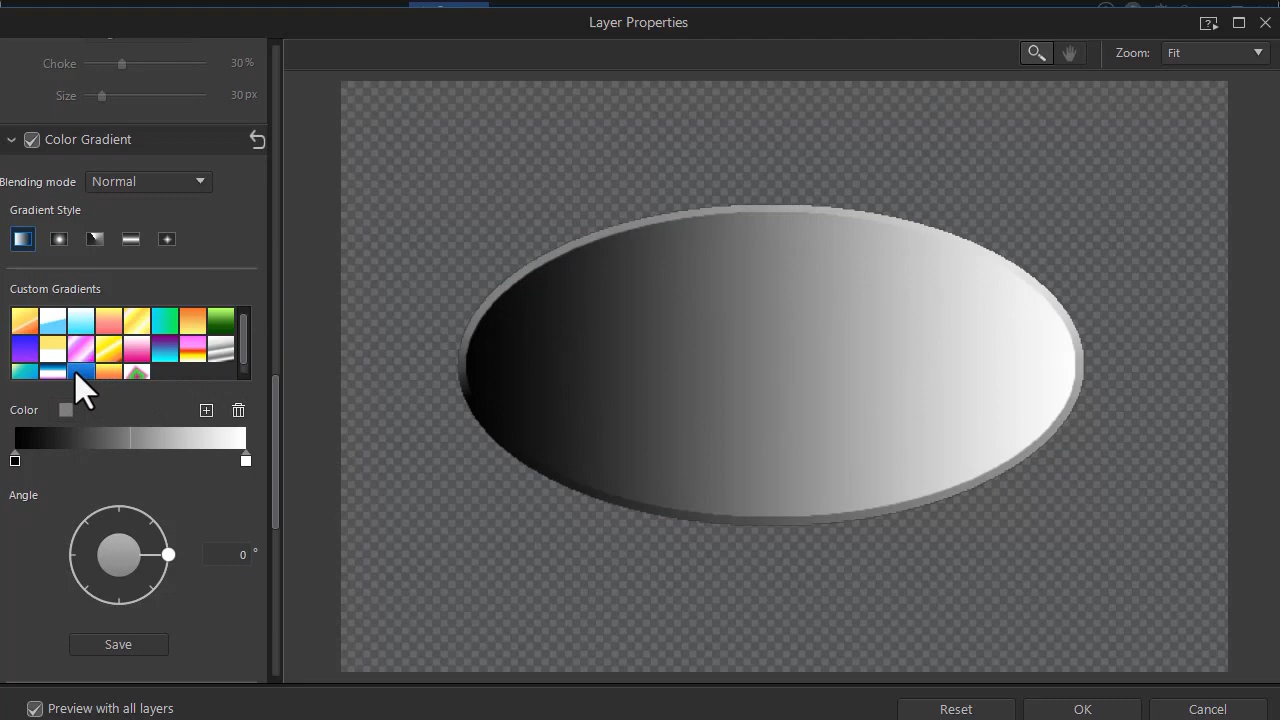 Layer Properties
Choke 30 %
Size 30 px
Zoom: Fit
Color Gradient
Blending mode Normal
Gradient Style
Custom Gradients
Color
Angle
0 °
Save
Preview with all layers
Reset OK Cancel